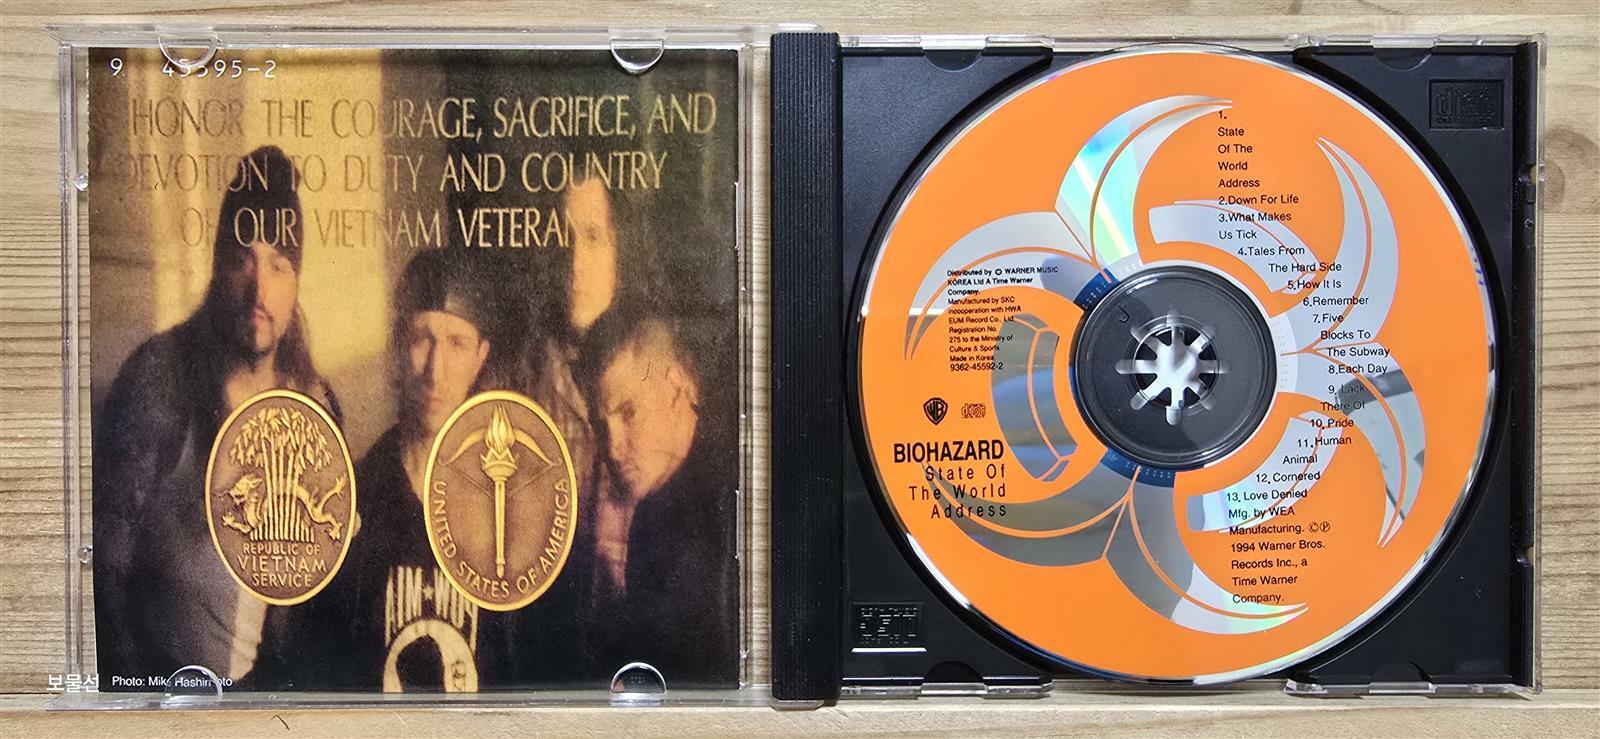 9 45595-2
HONOR THE COURAGE, SACRIFICE, AND
DEVOTION TO DUTY AND COUNTRY
OF OUR VIETNAM VETERAN
REPUBLIC OF
VIETNAM
SERVICE
UNITED STATES OF AMERICA
보물선
Photo: Mike Hashimoto
1.
State
Of The
World
Address
2.Down For Life
3.What Makes
Us Tick
4.Tales From
The Hard Side
5.How It Is
6.Remember
7.Five
Blocks To
The Subway
8.Each Day
9. Lack
There Of
10.Pride
11.Human
Animal
12.Cornered
13.Love Denied
Mfg. by WEA
Manufacturing. ©℗
1994 Warner Bros.
Records Inc., a
Time Warner
Company.
Distributed by © WARNER MUSIC
KOREA Ltd A Time Warner
Company.
Manufactured by SKC
incooperation with HWA
EUM Record Co., Ltd.
Registration No.
275 to the Ministry of
Culture & Sports
Made in Korea
9362-45592-2
WB
BIOHAZARD
State Of
The World
Address